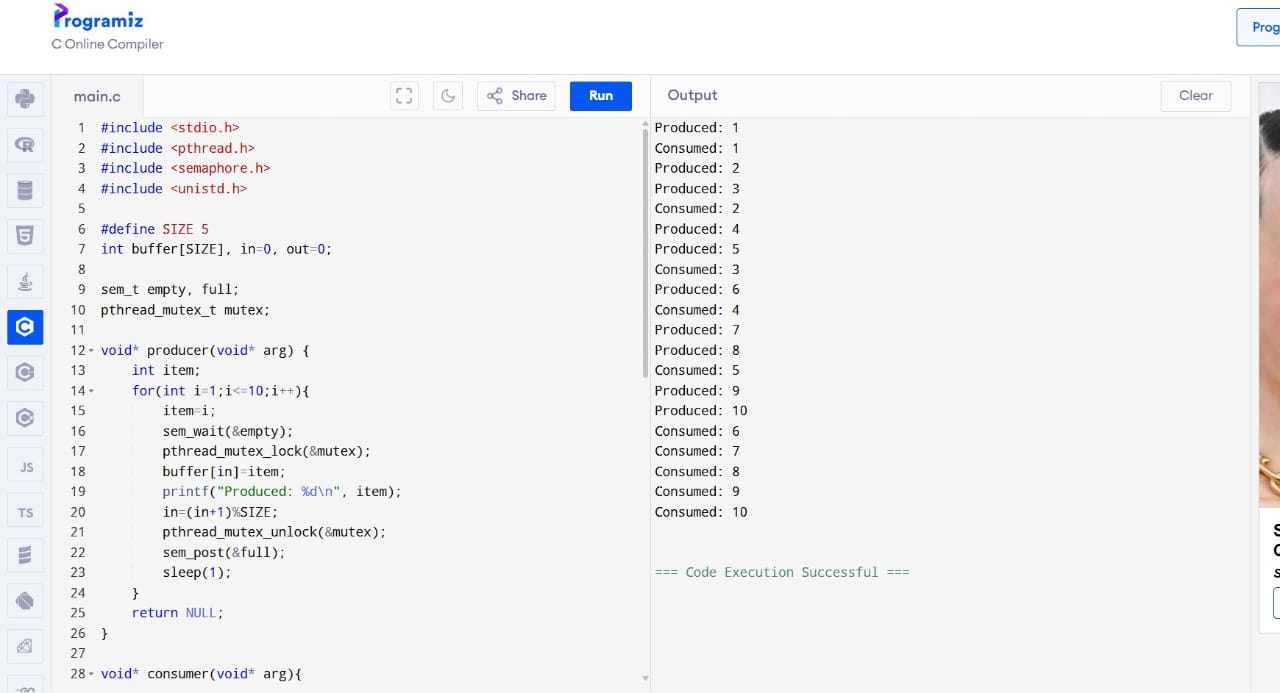 Programiz
C Online Compiler
Prog
main.c
Share
Run
Output
Clear
1 #include <stdio.h>
2 #include <pthread.h>
3 #include <semaphore.h>
4 #include <unistd.h>
5
6 #define SIZE 5
7 int buffer[SIZE], in=0, out=0;
8
9 sem_t empty, full;
10 pthread_mutex_t mutex;
11
12 void* producer(void* arg) {
13     int item;
14     for(int i=1;i<=10;i++){
15         item=i;
16         sem_wait(&empty);
17         pthread_mutex_lock(&mutex);
18         buffer[in]=item;
19         printf("Produced: %d\n", item);
20         in=(in+1)%SIZE;
21         pthread_mutex_unlock(&mutex);
22         sem_post(&full);
23         sleep(1);
24     }
25     return NULL;
26 }
27
28 void* consumer(void* arg){
Produced: 1
Consumed: 1
Produced: 2
Produced: 3
Consumed: 2
Produced: 4
Produced: 5
Consumed: 3
Produced: 6
Consumed: 4
Produced: 7
Produced: 8
Consumed: 5
Produced: 9
Produced: 10
Consumed: 6
Consumed: 7
Consumed: 8
Consumed: 9
Consumed: 10
=== Code Execution Successful ===
JS
TS